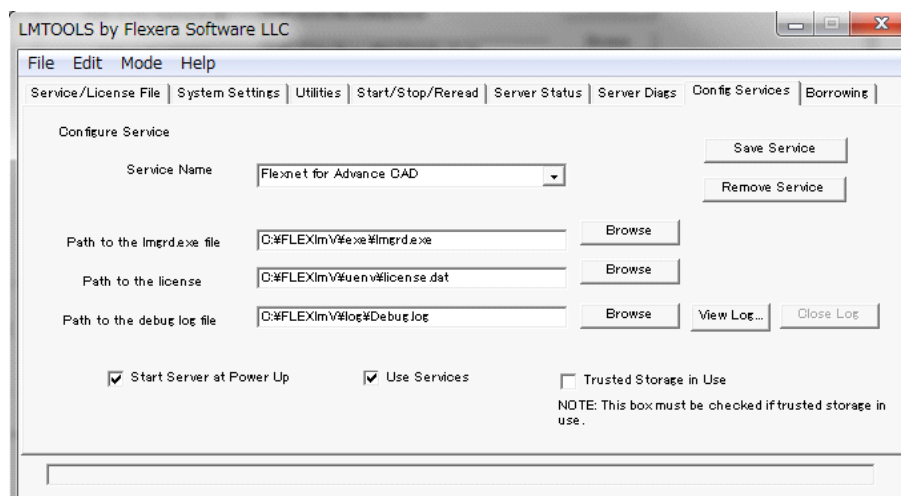 LMTOOLS by Flexera Software LLC
File Edit Mode Help
Service/License File System Settings Utilities Start/Stop/Reread Server Status Server Diags Config Services Borrowing
Configure Service
Save Service
Service Name
Flexnet for Advance CAD
Remove Service
Path to the lmgrd.exe file
C:¥FLEXlmV¥exe¥lmgrd.exe
Browse
Path to the license
C:¥FLEXlmV¥uenv¥license.dat
Browse
Path to the debug log file
C:¥FLEXlmV¥log¥Debug.log
Browse
View Log...
Close Log
Start Server at Power Up
Use Services
Trusted Storage in Use
NOTE: This box must be checked if trusted storage in
use.